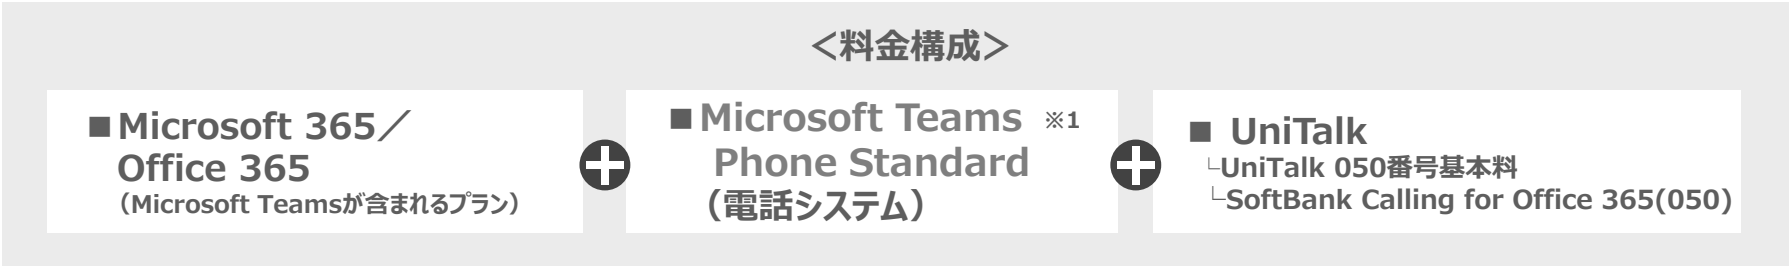 ＜料金構成＞
■Microsoft 365／
Office 365
（Microsoft Teamsが含まれるプラン）
■Microsoft Teams ※1
Phone Standard
（電話システム）
■ UniTalk
└UniTalk 050番号基本料
└SoftBank Calling for Office 365(050)